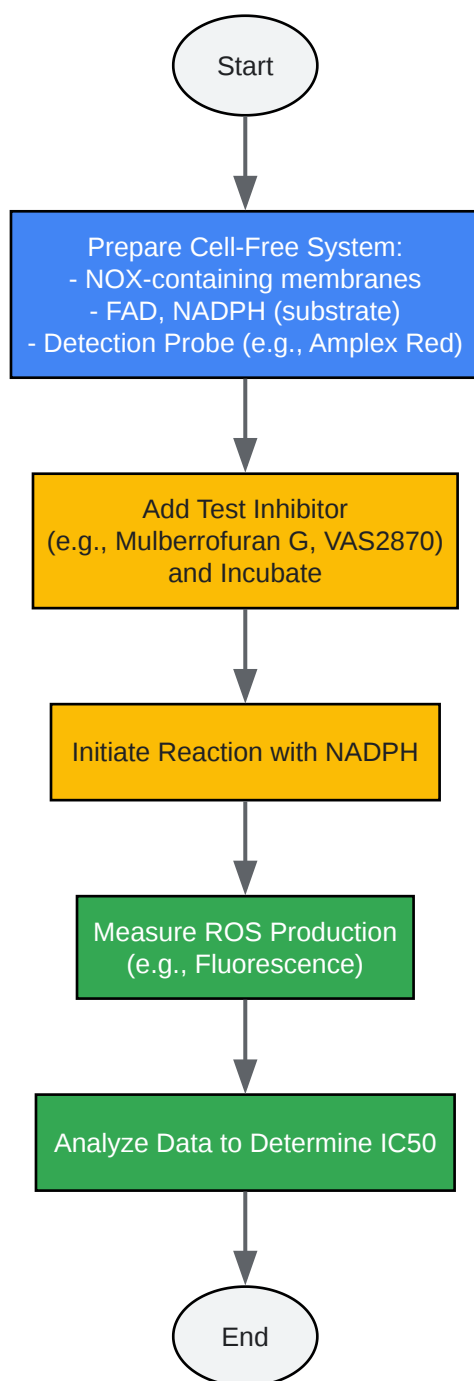 Start
Prepare Cell-Free System:
- NOX-containing membranes
- FAD, NADPH (substrate)
- Detection Probe (e.g., Amplex Red)
Add Test Inhibitor
(e.g., Mulberrofuran G, VAS2870)
and Incubate
Initiate Reaction with NADPH
Measure ROS Production
(e.g., Fluorescence)
Analyze Data to Determine IC50
End